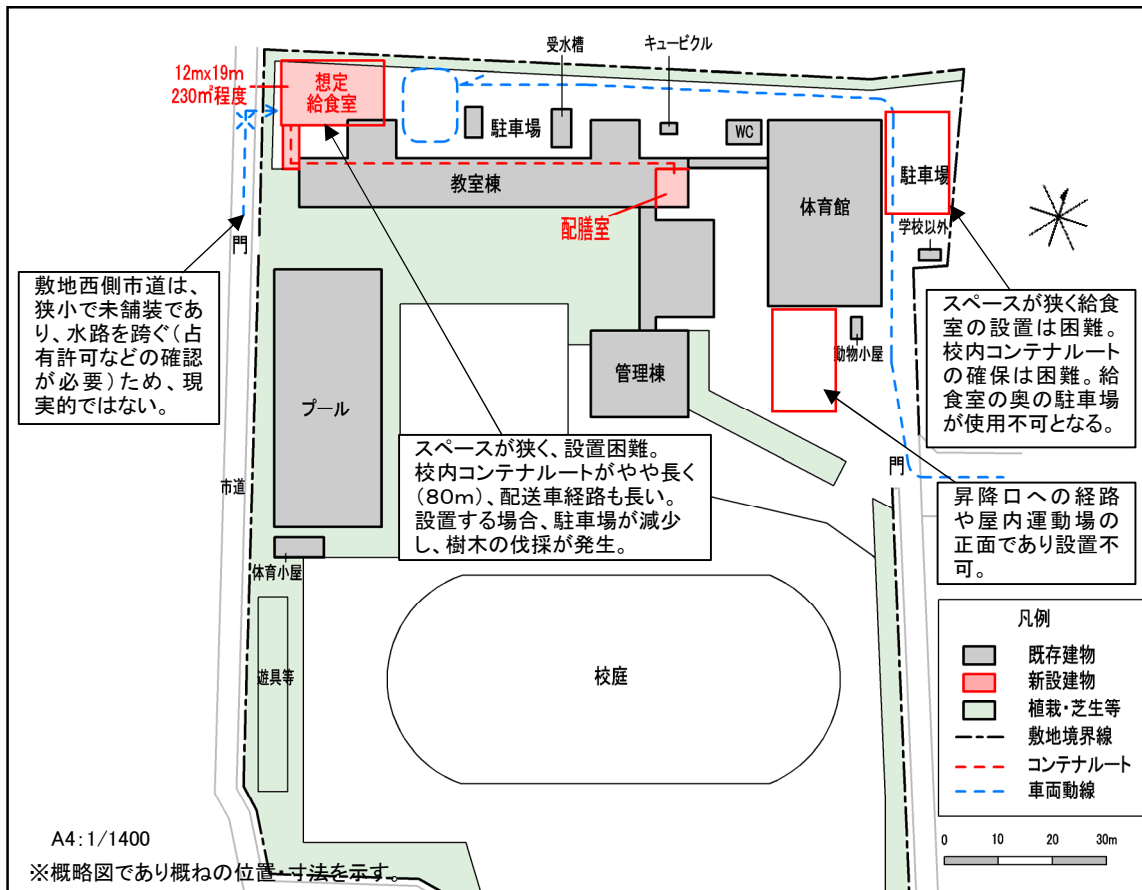 受水槽
キュービクル
12mx19m
230㎡程度
想定
給食室
駐車場
WC
教室棟
体育館
駐車場
学校以外
配膳室
門
敷地西側市道は、
狭小で未舗装であ
り、水路を跨ぐ(占
有許可などの確認
が必要)ため、現
実的ではない。
スペースが狭く給食
室の設置は困難。
校内コンテナルート
の確保は困難。給
食室の奥の駐車場
が使用不可となる。
動物小屋
管理棟
プール
スペースが狭く、設置困難。
校内コンテナルートがやや長く
(80m)、配送車経路も長い。
設置する場合、駐車場が減少
し、樹木の伐採が発生。
門
市道
昇降口への経路
や屋内運動場の
正面であり設置不
可。
体育小屋
遊具等
校庭
凡例
既存建物
新設建物
植栽・芝生等
敷地境界線
コンテナルート
車両動線
0 10 20 30m
A4:1/1400
※概略図であり概ねの位置・寸法を示す。